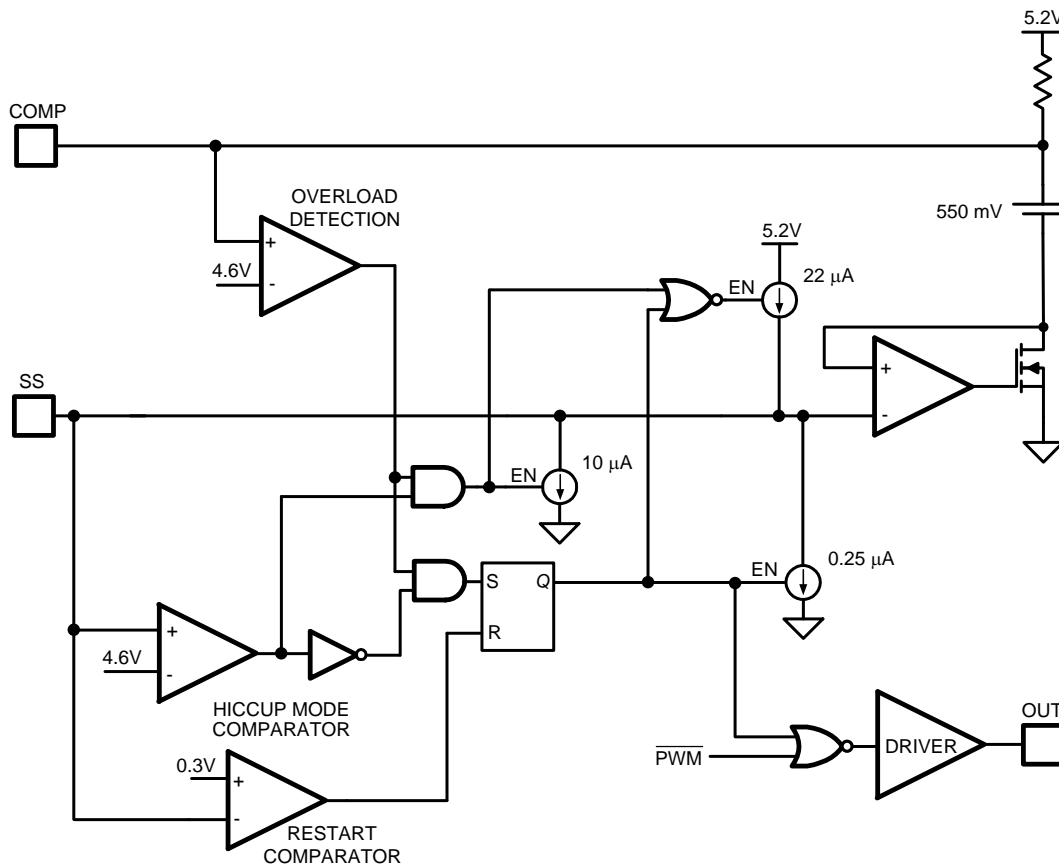 5.2V
COMP
OVERLOAD
DETECTION
550 mV
+
4.6V
-
5.2V
22 μA
EN
SS
+
-
10 μA
EN
0.25 μA
EN
S
Q
R
+
4.6V
-
HICCUP MODE
COMPARATOR
OUT
PWM
DRIVER
0.3V
+
-
RESTART
COMPARATOR